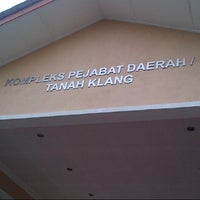 KOMPLEKS PEJABAT DAERAH /
TANAH KLANG